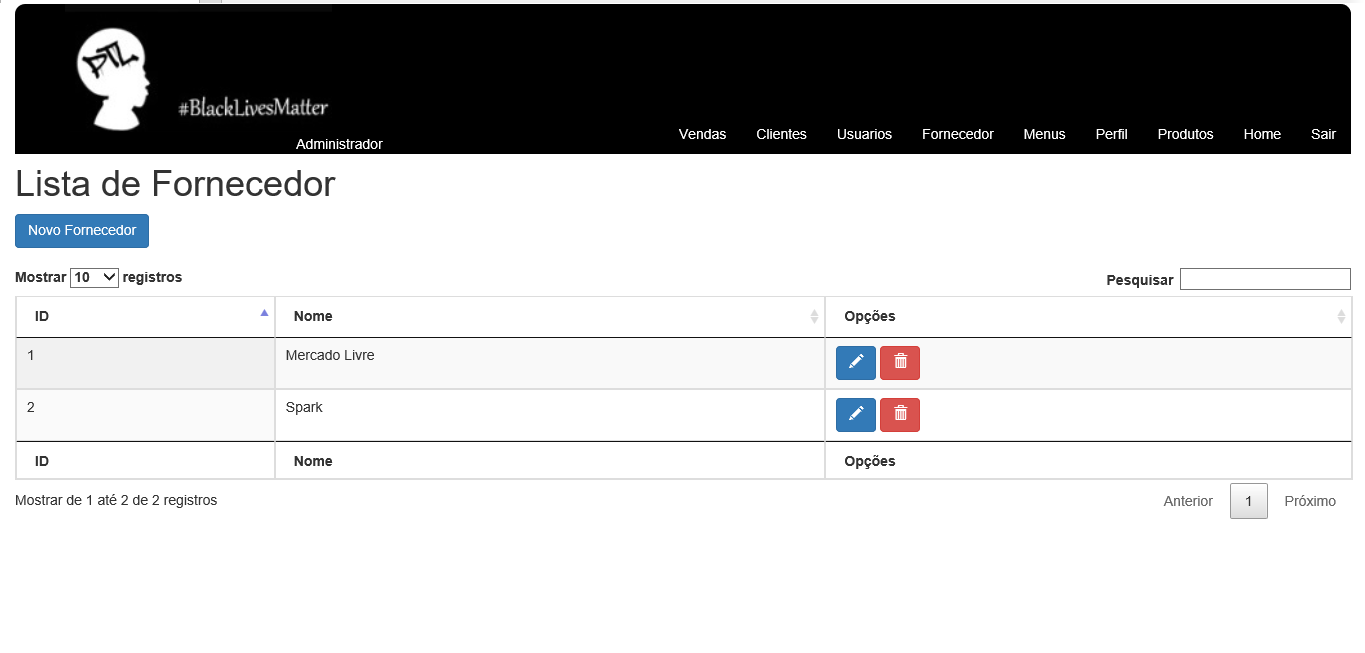 PTL
#BlackLivesMatter
Administrador
Vendas Clientes Usuarios Fornecedor Menus Perfil Produtos Home Sair
Lista de Fornecedor
Novo Fornecedor
Mostrar 10 registros
Pesquisar
ID Nome Opções
1 Mercado Livre
2 Spark
ID Nome Opções
Mostrar de 1 até 2 de 2 registros
Anterior 1 Próximo